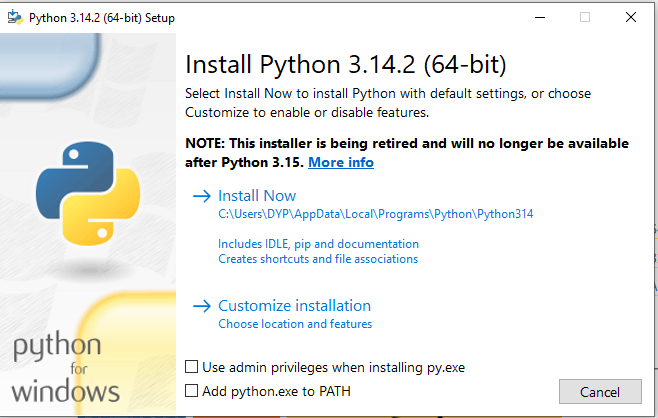 Python 3.14.2 (64-bit) Setup
Install Python 3.14.2 (64-bit)
Select Install Now to install Python with default settings, or choose
Customize to enable or disable features.
NOTE: This installer is being retired and will no longer be available
after Python 3.15. More info
Install Now
C:\Users\DYP\AppData\Local\Programs\Python\Python314
Includes IDLE, pip and documentation
Creates shortcuts and file associations
Customize installation
Choose location and features
python
for
windows
Use admin privileges when installing py.exe
Add python.exe to PATH
Cancel